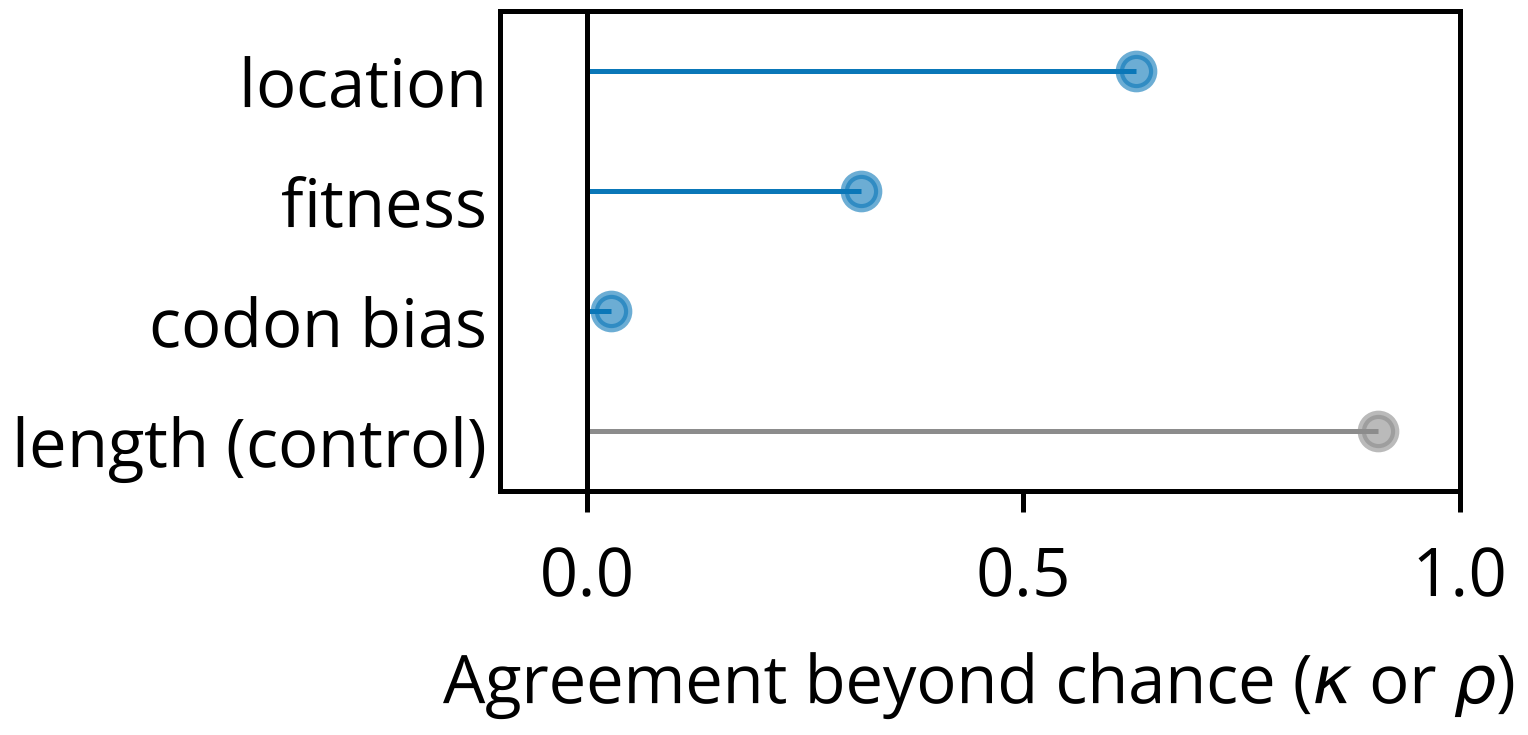 location
fitness
codon bias
length (control)
0.0 0.5 1.0
Agreement beyond chance (κ or ρ)